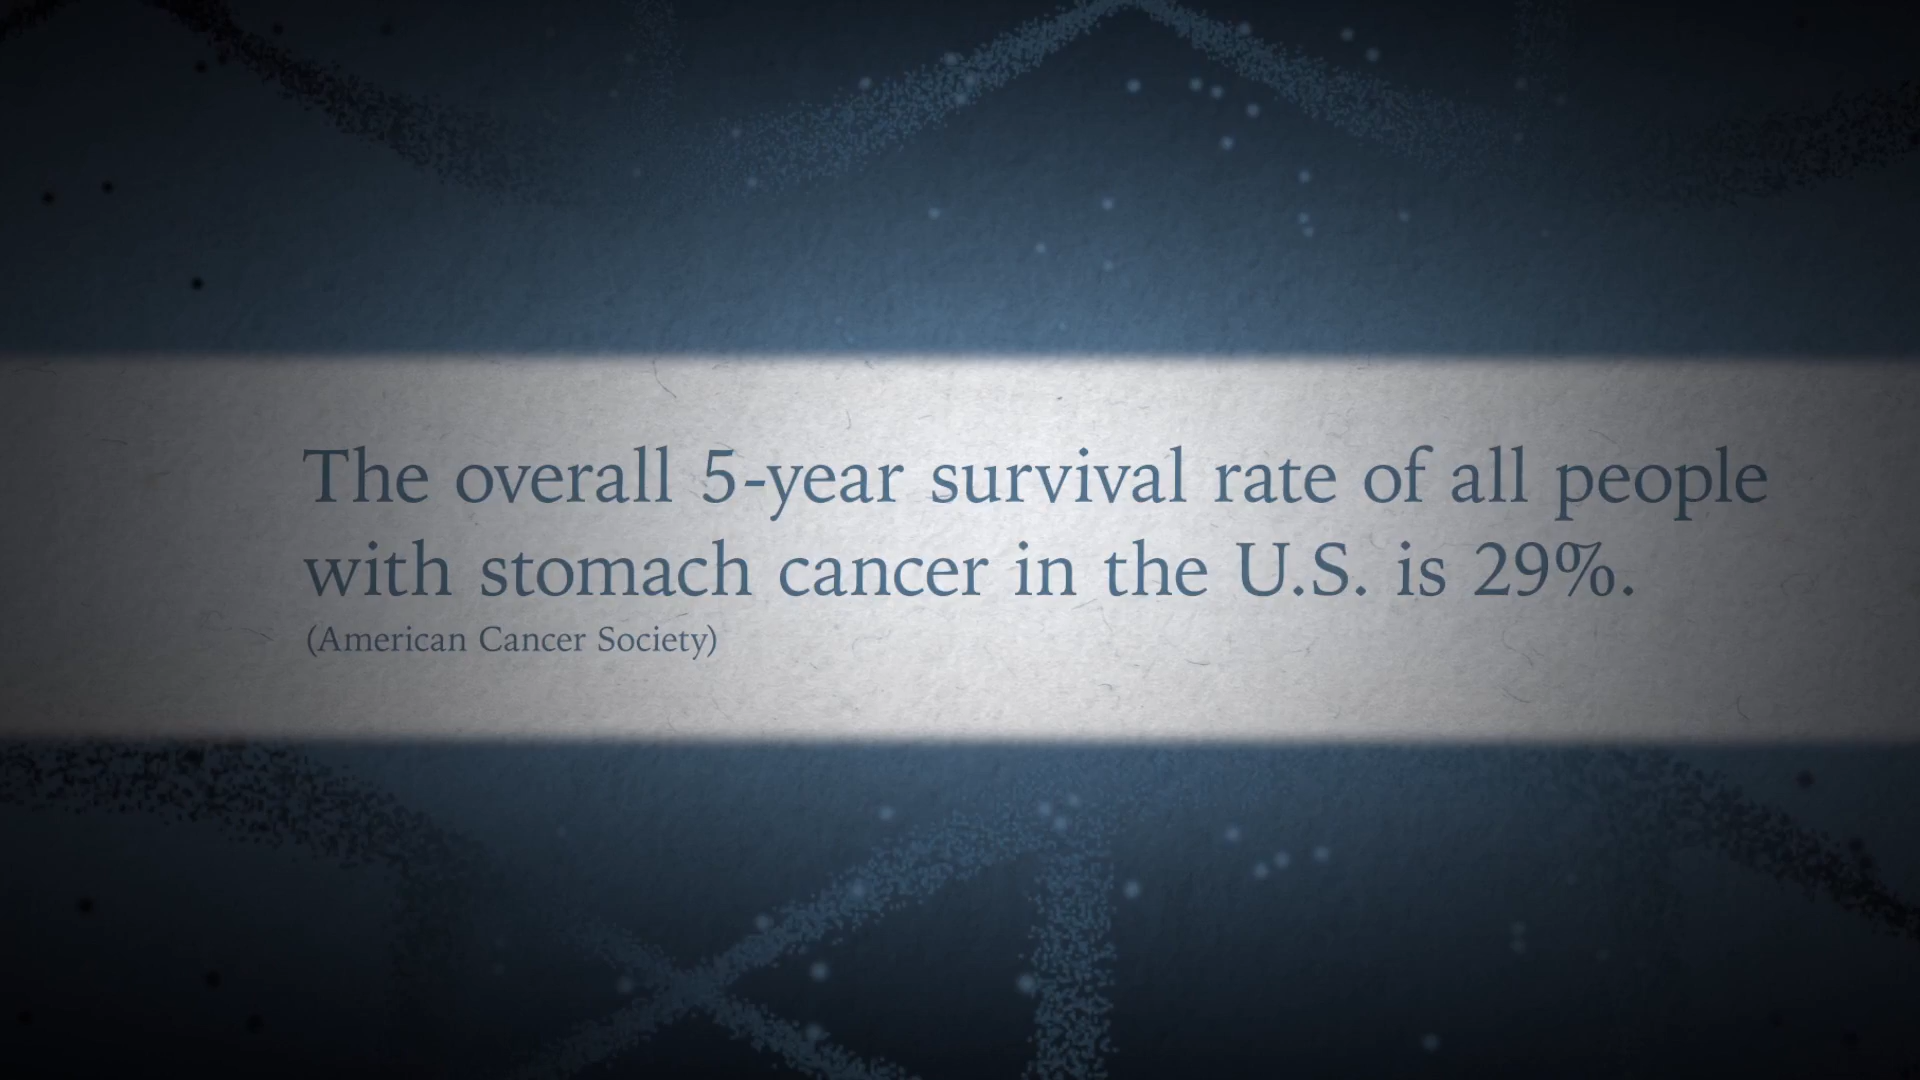 The overall 5-year survival rate of all people
with stomach cancer in the U.S. is 29%.
(American Cancer Society)